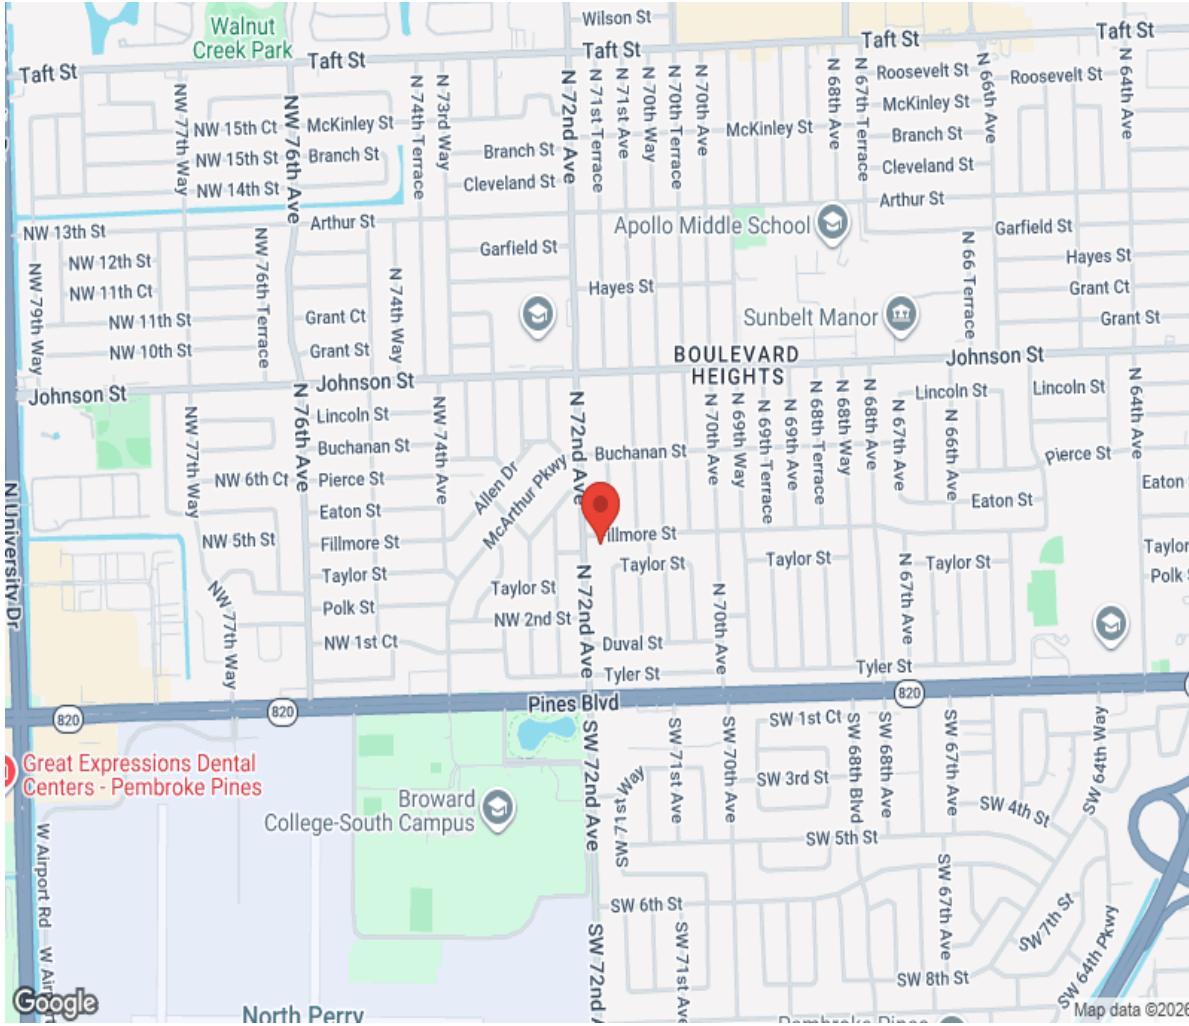 Wilson St
Walnut
Creek Park
Taft St
Taft St
Taft St
Taft St
Taft St
NW 77th Way
NW 76th Ave
N 74th Terrace
N 73rd Way
N 72nd Ave
N 71st Terrace
N 71st Ave
N 70th Way
N 70th Terrace
N 70th Ave
N 68th Ave
N 67th Terrace
N 66th Ave
N 64th Ave
Roosevelt St
Roosevelt St
McKinley St
NW 15th Ct
McKinley St
McKinley St
Branch St
NW 15th St
Branch St
Branch St
Cleveland St
NW 14th St
Cleveland St
Arthur St
NW 13th St
Arthur St
Apollo Middle School
Garfield St
Garfield St
NW 12th St
Hayes St
NW 79th Way
NW 76th Terrace
N 74th Way
N 66 Terrace
NW 11th Ct
Hayes St
Grant Ct
NW 11th St
Grant Ct
Sunbelt Manor
Grant St
NW 10th St
Grant St
BOULEVARD
HEIGHTS
Johnson St
Johnson St
Johnson St
Lincoln St
Lincoln St
Lincoln St
NW 77th Way
N 76th Ave
NW 74th Ave
N 72nd Ave
N 70th Ave
N 69th Way
N 69th Terrace
N 69th Ave
N 68th Terrace
N 68th Way
N 68th Ave
N 67th Ave
N 66th Ave
N 64th Ave
Buchanan St
Buchanan St
Pierce St
NW 6th Ct
Pierce St
Allen Dr
McArthur Pkwy
Eaton St
Eaton St
Eaton
N University Dr
NW 5th St
Fillmore St
Fillmore St
Taylor St
Taylor St
Taylor St
Taylor St
Taylor
Polk S
Taylor St
NW 77th Way
Polk St
NW 2nd St
N 72nd Ave
N 70th Ave
N 67th Ave
NW 1st Ct
Duval St
Tyler St
Tyler St
820
820
820
Pines Blvd
SW 1st Ct
SW 72nd Ave
SW 71st Way
SW 71st Ave
SW 70th Ave
SW 68th Blvd
SW 68th Ave
SW 67th Ave
SW 64th Way
Great Expressions Dental
Centers - Pembroke Pines
SW 3rd St
Broward
College-South Campus
SW 4th St
SW 5th St
W Airport Rd
SW 6th St
SW 67th Ave
SW 7th St
SW 64th Pkwy
SW 72nd A
SW 71st Ave
W Airport
SW 8th St
Google
North Perry
Pembroke Pines
Map data ©2026